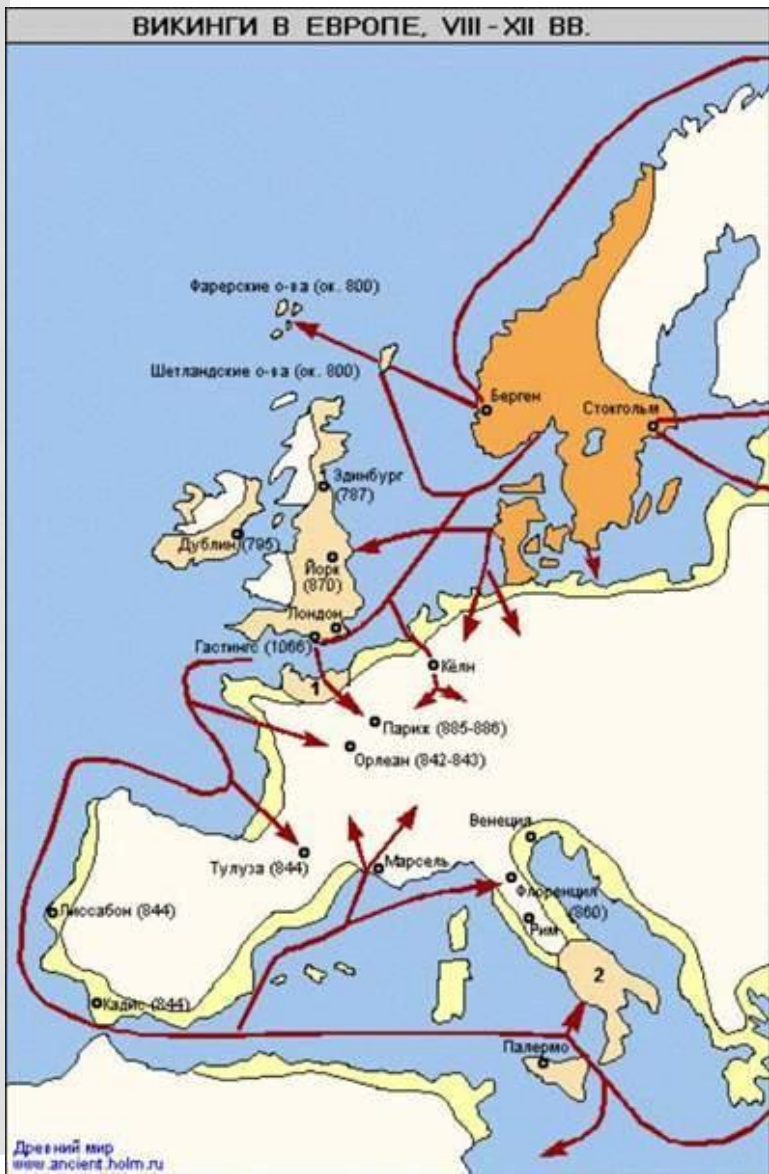 ВИКИНГИ В ЕВРОПЕ, VIII - XII ВВ.
Фарерские о-ва (ок. 800)
Шетландские о-ва (ок. 800)
Берген
Стокгольм
1
Эдинбург
(787)
Дублин (795)
Йорк
(870)
Лондон
Гастингс (1066)
Кёлн
1
Париж (885-886)
Орлеан (842-843)
Венеция
Тулуза (844)
Марсель
Флоренция
(860)
Лиссабон (844)
Рим
2
Кадис (844)
Палермо
Древний мир
www.ancient.holm.ru